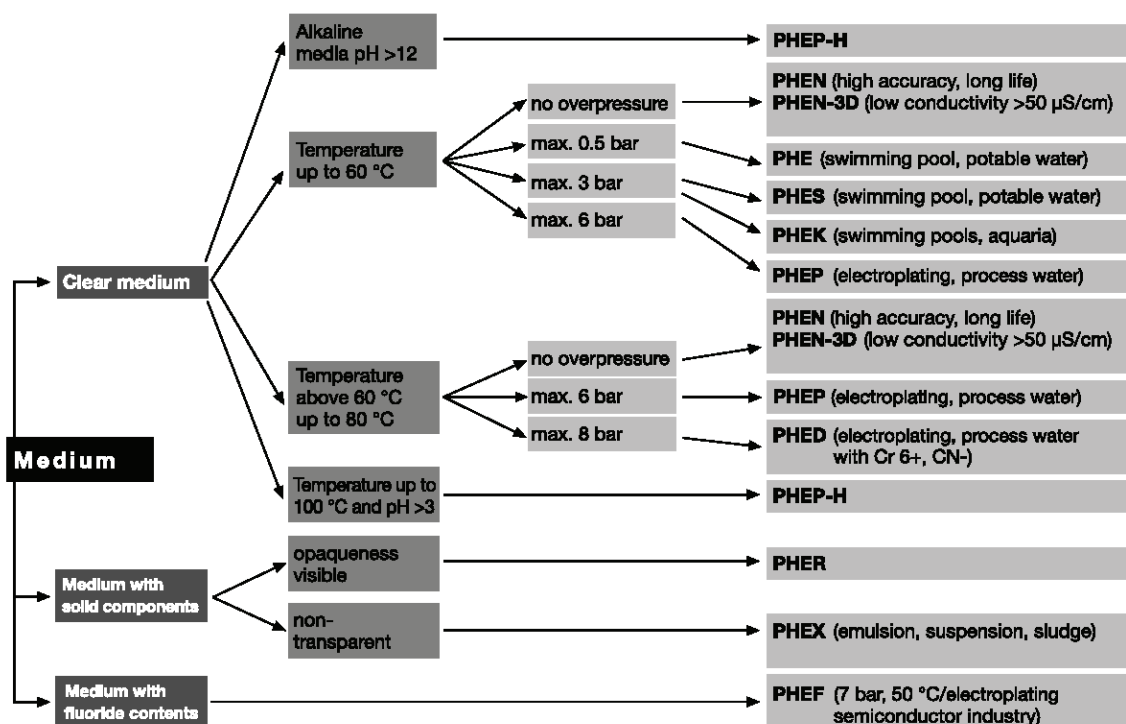 Medium
Clear medium
Medium with
solid components
Medium with
fluoride contents
Alkaline
media pH >12
Temperature
up to 60 °C
Temperature
above 60 °C
up to 80 °C
Temperature up to
100 °C and pH >3
opaqueness
visible
non-
transparent
no overpressure
max. 0.5 bar
max. 3 bar
max. 6 bar
no overpressure
max. 6 bar
max. 8 bar
PHEP-H
PHEN (high accuracy, long life)
PHEN-3D (low conductivity >50 µS/cm)
PHE (swimming pool, potable water)
PHES (swimming pool, potable water)
PHEK (swimming pools, aquaria)
PHEP (electroplating, process water)
PHEN (high accuracy, long life)
PHEN-3D (low conductivity >50 µS/cm)
PHEP (electroplating, process water)
PHED (electroplating, process water
with Cr 6+, CN-)
PHEP-H
PHER
PHEX (emulsion, suspension, sludge)
PHEF (7 bar, 50 °C/electroplating
semiconductor industry)